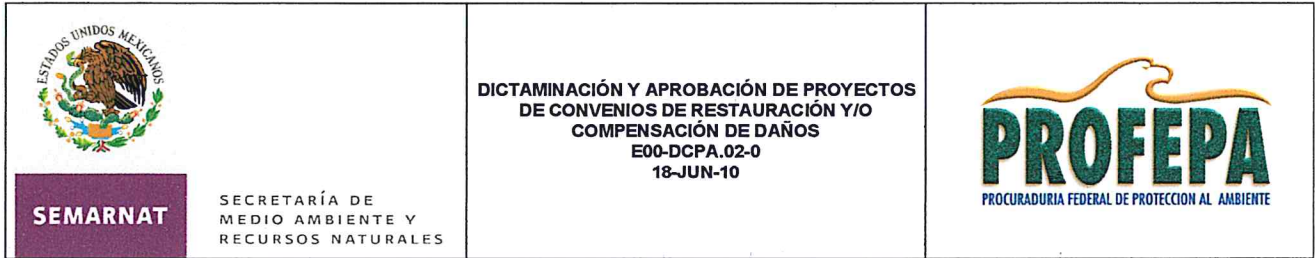 ESTADOS UNIDOS MEXICANOS
SEMARNAT
SECRETARÍA DE
MEDIO AMBIENTE Y
RECURSOS NATURALES
DICTAMINACIÓN Y APROBACIÓN DE PROYECTOS
DE CONVENIOS DE RESTAURACIÓN Y/O
COMPENSACIÓN DE DAÑOS
E00-DCPA.02-0
18-JUN-10
PROFEPA
PROCURADURIA FEDERAL DE PROTECCION AL AMBIENTE